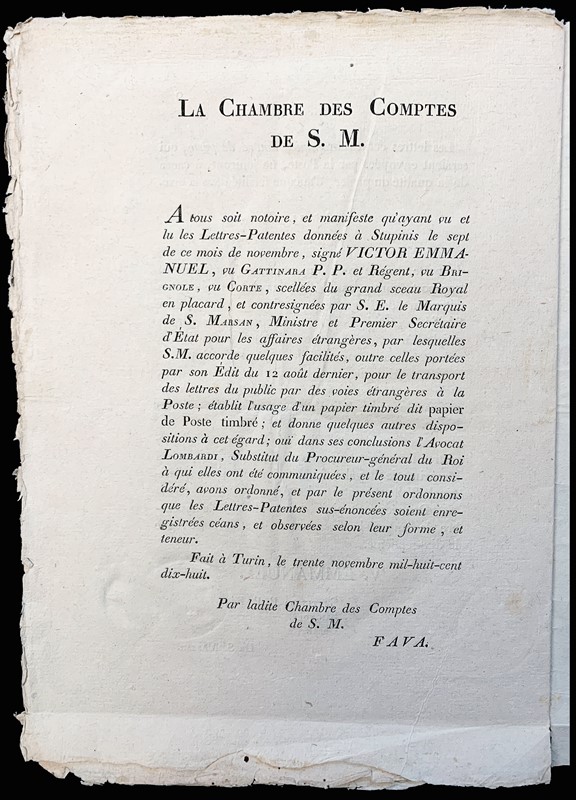 LA CHAMBRE DES COMPTES
DE S. M.
A tous soit notoire, et manifeste qu'ayant vu et
lu les Lettres-Patentes données à Stupinis le sept
de ce mois de novembre, signé VICTOR EMMA-
NUEL, vu GATTINARA P. P. et Régent, vu BRI-
GNOLE, vu CORTE, scellées du grand sceau Royal
en placard, et contresignées par S. E. le Marquis
de S. MARSAN, Ministre et Premier Secrétaire
d'État pour les affaires étrangères, par lesquelles
S.M. accorde quelques facilités, outre celles portées
par son Édit du 12 août dernier, pour le transport
des lettres du public par des voies étrangères à la
Poste; établit l'usage d'un papier timbré dit papier
de Poste timbré; et donne quelques autres dispo-
sitions à cet égard; oui dans ses conclusions l'Avocat
LOMBARDI, Substitut du Procureur-général du Roi
à qui elles ont été communiquées, et le tout consi-
déré, avons ordonné, et par le présent ordonnons
que les Lettres-Patentes sus-énoncées soient enre-
gistrées céans, et observées selon leur forme, et
teneur.
Fait à Turin, le trente novembre mil-huit-cent
dix-huit.
Par ladite Chambre des Comptes
de S. M.
FAVA.